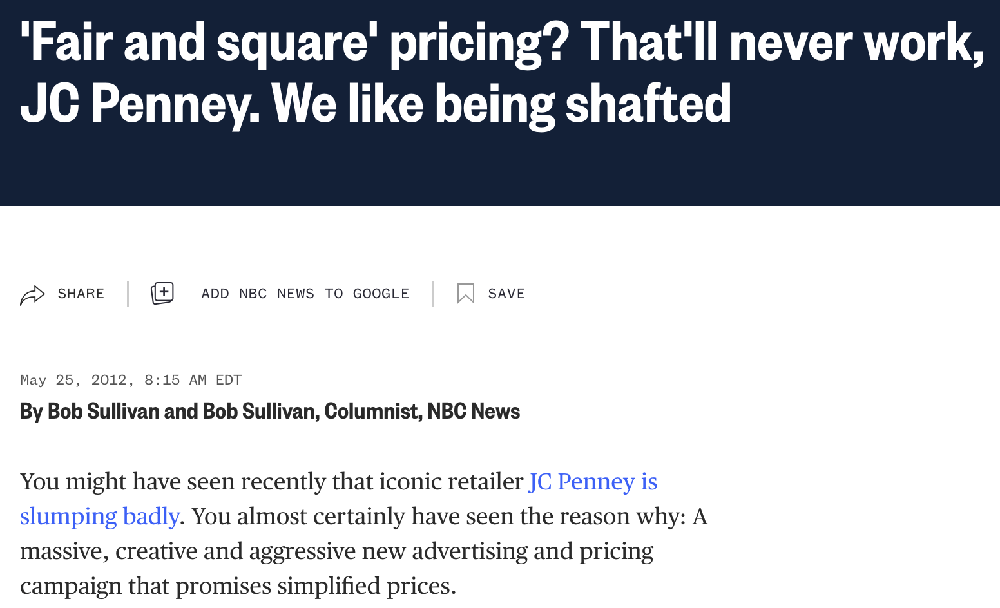 'Fair and square' pricing? That'll never work,
JC Penney. We like being shafted
SHARE
ADD NBC NEWS TO GOOGLE
SAVE
May 25, 2012, 8:15 AM EDT
By Bob Sullivan and Bob Sullivan, Columnist, NBC News
You might have seen recently that iconic retailer JC Penney is
slumping badly. You almost certainly have seen the reason why: A
massive, creative and aggressive new advertising and pricing
campaign that promises simplified prices.